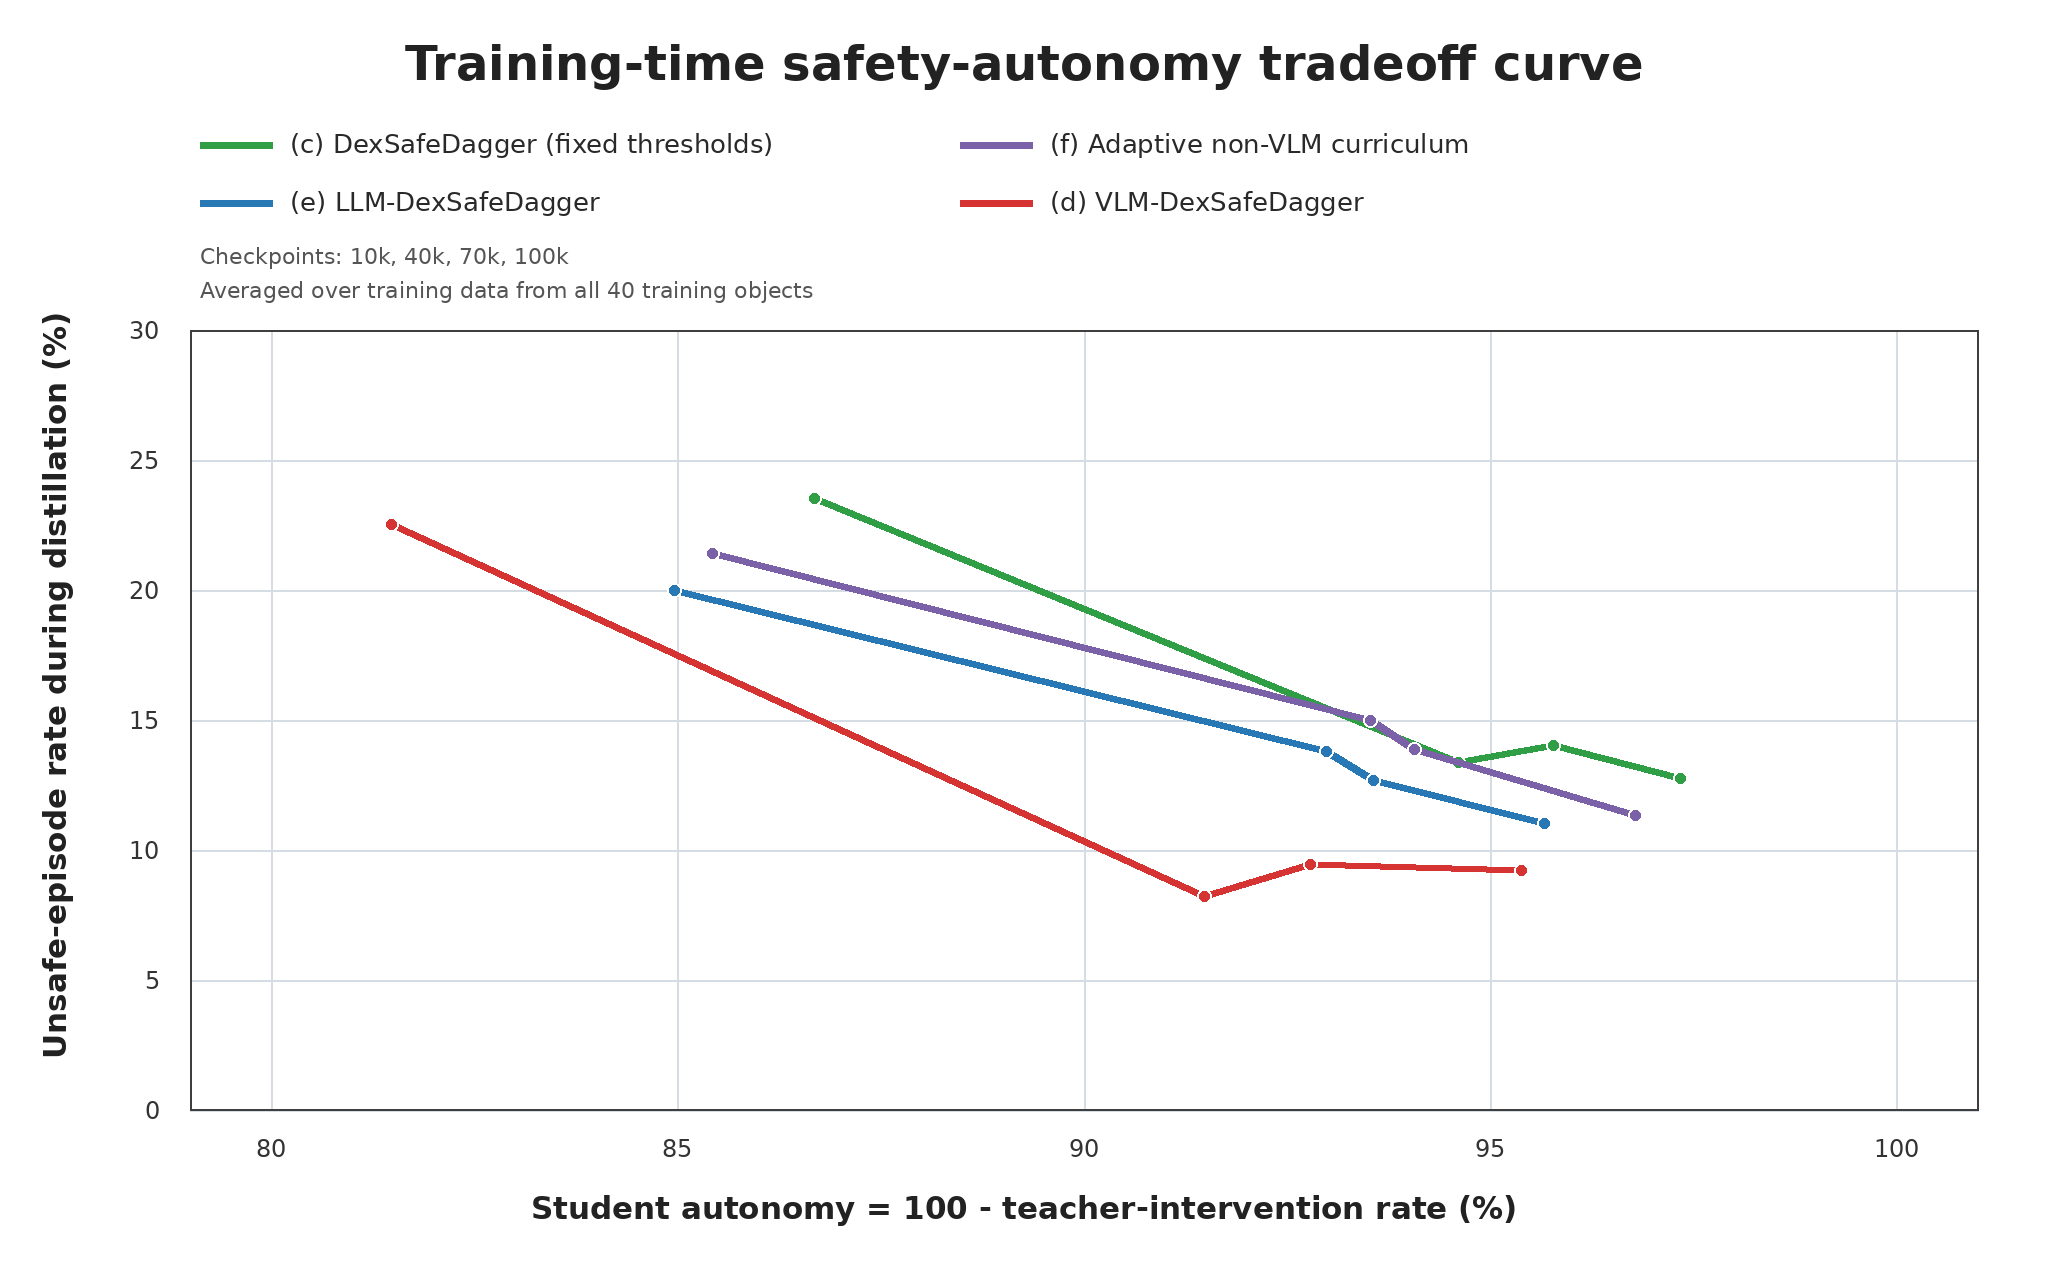 Training-time safety-autonomy tradeoff curve
(c) DexSafeDagger (fixed thresholds)
(f) Adaptive non-VLM curriculum
(e) LLM-DexSafeDagger
(d) VLM-DexSafeDagger
Checkpoints: 10k, 40k, 70k, 100k
Averaged over training data from all 40 training objects
Unsafe-episode rate during distillation (%)
30
25
20
15
10
5
0
80
85
90
95
100
Student autonomy = 100 - teacher-intervention rate (%)